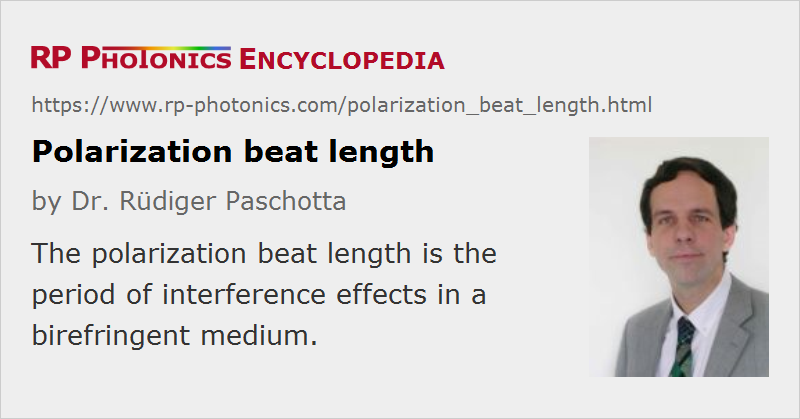 RP PHOTONICS ENCYCLOPEDIA
https://www.rp-photonics.com/polarization_beat_length.html
Polarization beat length
by Dr. Rüdiger Paschotta
The polarization beat length is the
period of interference effects in a
birefringent medium.